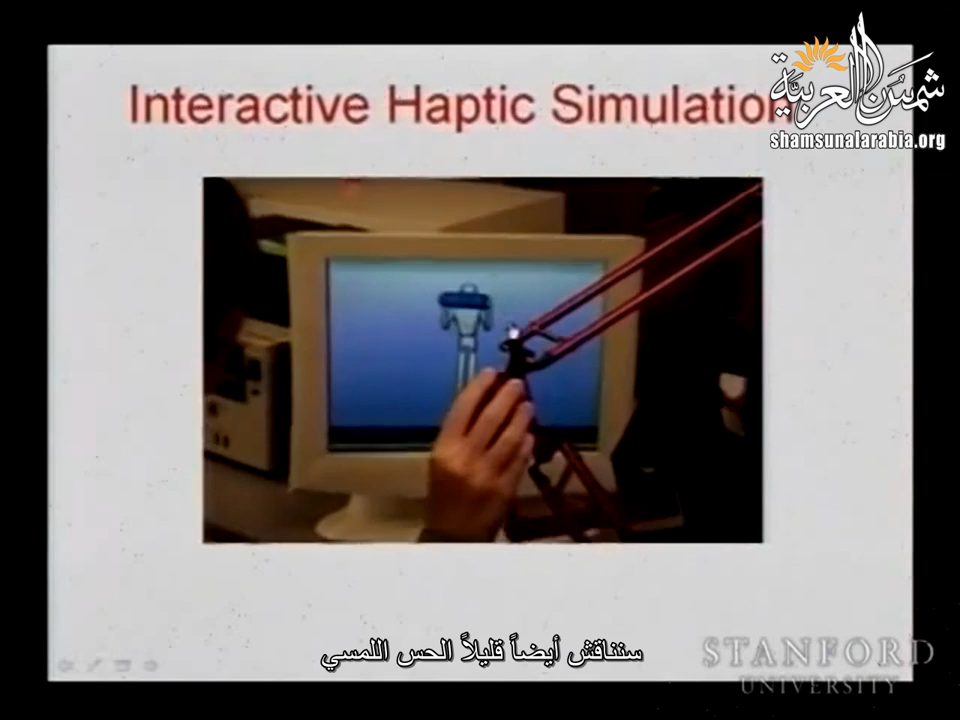 Interactive Haptic Simulation
شمس العربية
shamsunalarabia.org
سنناقش أيضاً قليلاً الحس اللمسي
STANFORD
UNIVERSITY